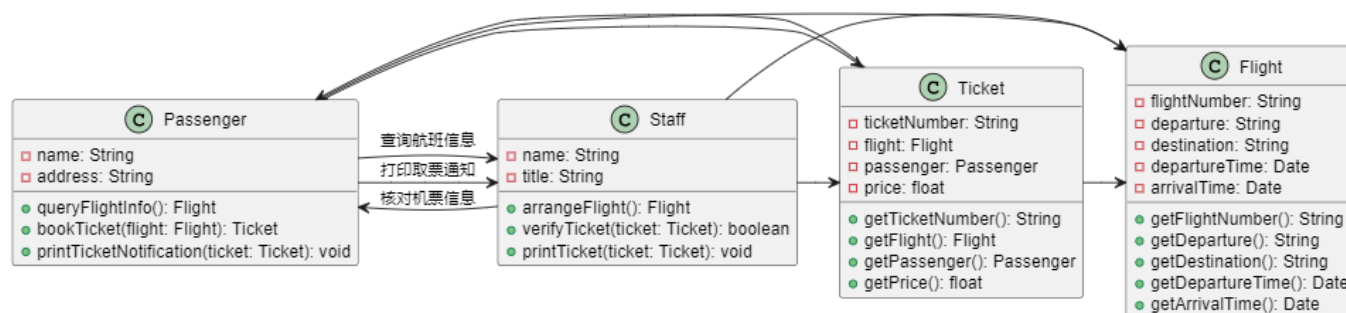 C Passenger
name: String
address: String
queryFlightInfo(): Flight
bookTicket(flight: Flight): Ticket
printTicketNotification(ticket: Ticket): void
查询航班信息
打印取票通知
核对机票信息
C Staff
name: String
title: String
arrangeFlight(): Flight
verifyTicket(ticket: Ticket): boolean
printTicket(ticket: Ticket): void
C Ticket
ticketNumber: String
flight: Flight
passenger: Passenger
price: float
getTicketNumber(): String
getFlight(): Flight
getPassenger(): Passenger
getPrice(): float
C Flight
flightNumber: String
departure: String
destination: String
departureTime: Date
arrivalTime: Date
getFlightNumber(): String
getDeparture(): String
getDestination(): String
getDepartureTime(): Date
getArrivalTime(): Date